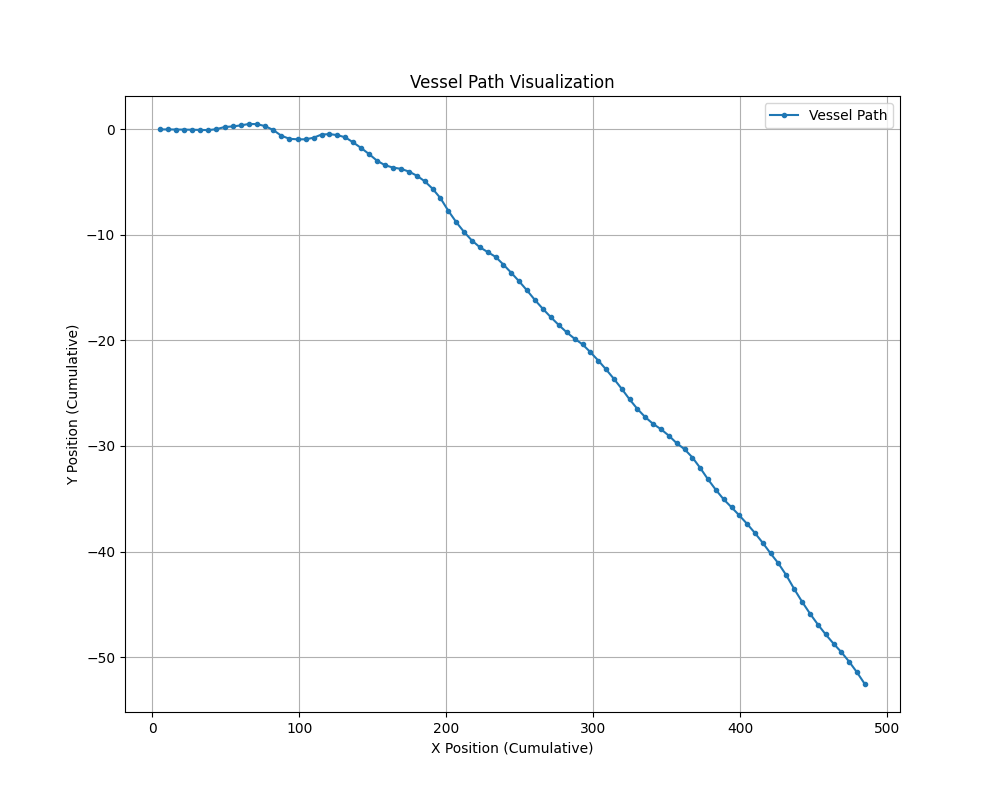 Vessel Path Visualization
Vessel Path
0
−10
−20
−30
−40
−50
Y Position (Cumulative)
0 100 200 300 400 500
X Position (Cumulative)